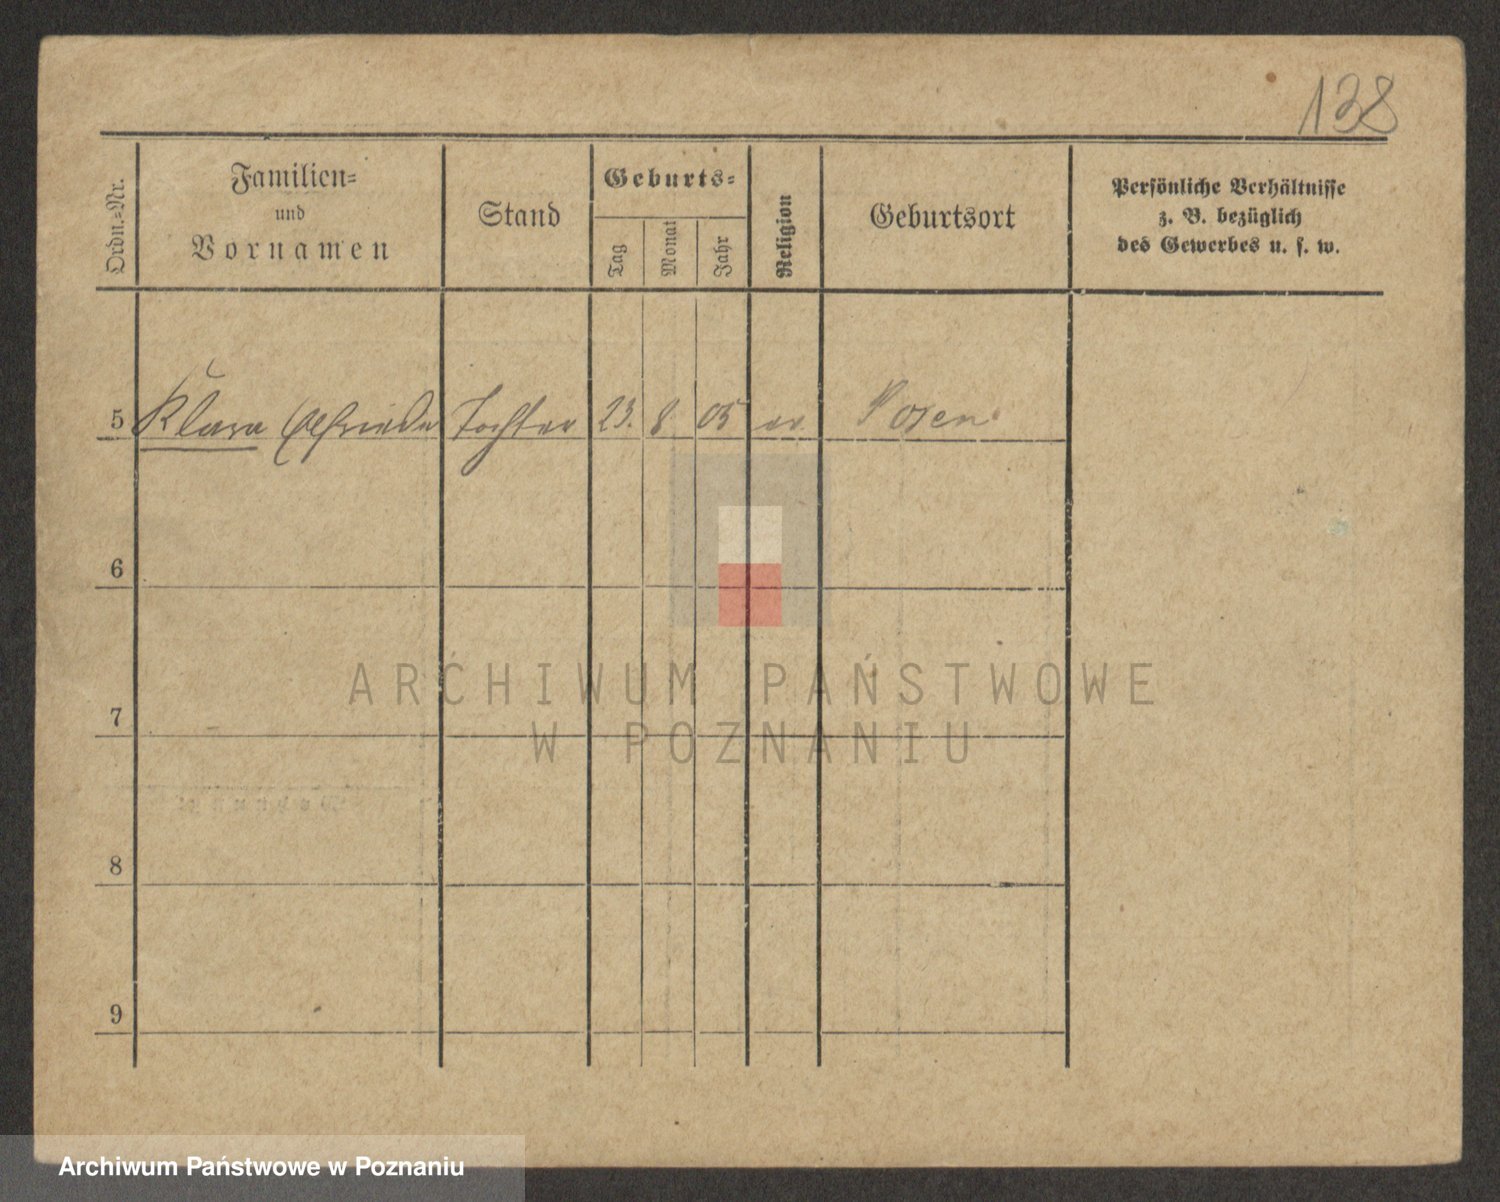 138
Ordn.-Nr.
Familien-
und
Vornamen
Stand
Geburts-
Tag
Monat
Jahr
Religion
Geburtsort
Persönliche Verhältnisse
z. B. bezüglich
des Gewerbes u. s. w.
5 Klara Elfriede Tochter 23. 8 05 ev Posen
6
7
8
9
ARCHIWUM PAŃSTWOWE
W POZNANIU
Archiwum Państwowe w Poznaniu